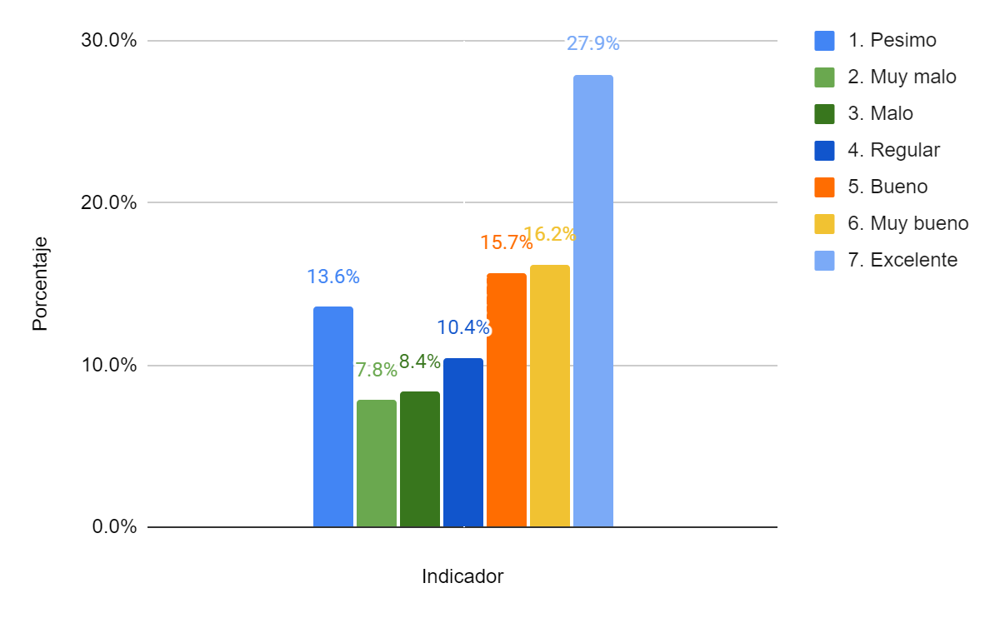 30.0%
20.0%
10.0%
0.0%
Porcentaje
13.6%
7.8%
8.4%
10.4%
15.7%
16.2%
27.9%
Indicador
1. Pesimo
2. Muy malo
3. Malo
4. Regular
5. Bueno
6. Muy bueno
7. Excelente